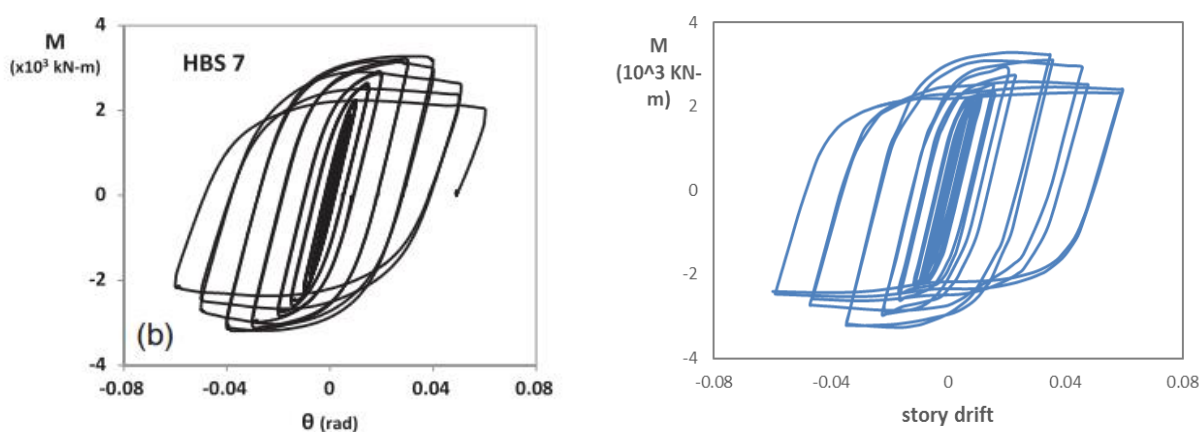 4
M
(x10³ kN-m)
HBS 7
2
0
-2
(b)
-4
-0.08
-0.04
0
0.04
0.08
θ (rad)
4
M
(10^3 KN-
m)
2
0
-2
-4
-0.08
-0.04
0
0.04
0.08
story drift